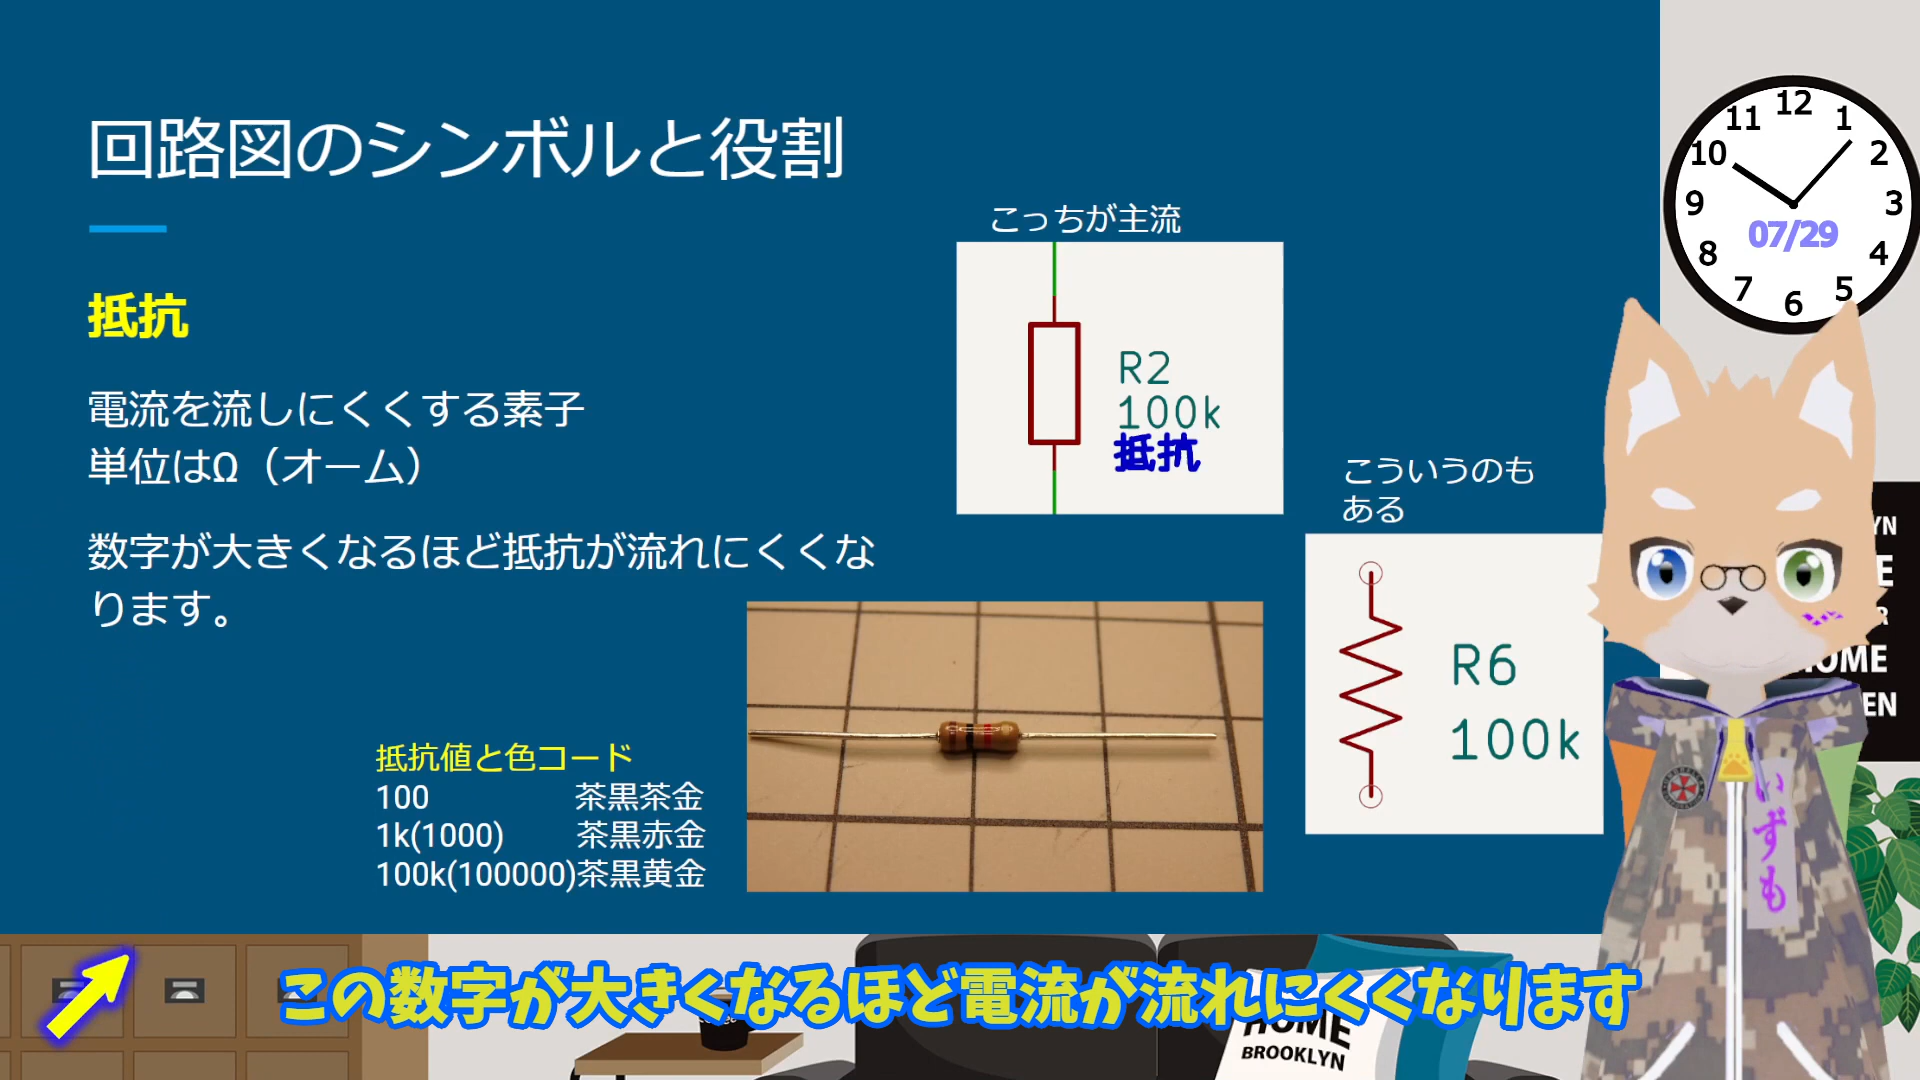 回路図のシンボルと役割
抵抗
電流を流しにくくする素子
単位はΩ（オーム）
数字が大きくなるほど抵抗が流れにくくな
ります。
抵抗値と色コード
100 茶黒茶金
1k(1000) 茶黒赤金
100k(100000)茶黒黄金
こっちが主流
R2
100k
抵抗
こういうのも
ある
R6
100k
12
1
2
3
4
5
6
7
8
9
10
11
07/29
YN
E
R
HOME
EN
いずも
この数字が大きくなるほど電流が流れにくくなります
HOME
BROOKLYN